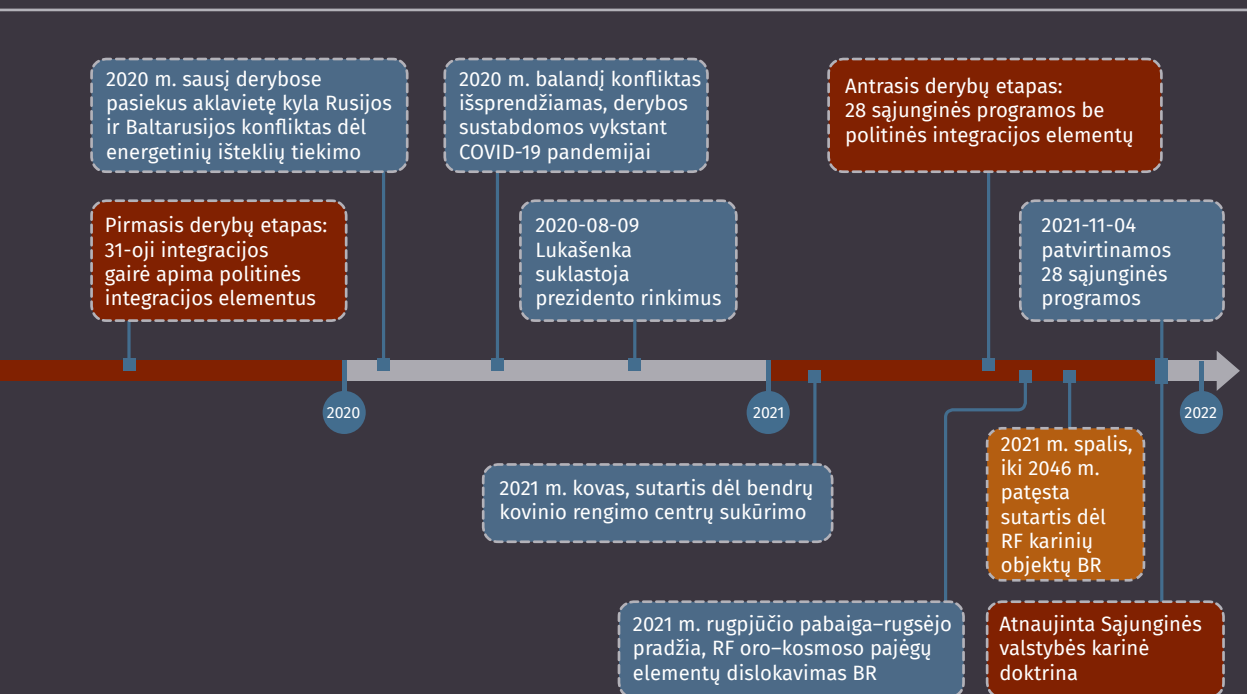 2020 m. sausį derybose
pasiekus aklavietę kyla Rusijos
ir Baltarusijos konfliktas dėl
energetinių išteklių tiekimo
2020 m. balandį konfliktas
išsprendžiamas, derybos
sustabdomos vykstant
COVID-19 pandemijai
Antrasis derybų etapas:
28 sąjunginės programos be
politinės integracijos elementų
Pirmasis derybų etapas:
31-oji integracijos
gairė apima politinės
integracijos elementus
2020-08-09
Lukašenka
suklastoja
prezidento rinkimus
2021-11-04
patvirtinamos
28 sąjunginės
programos
2020
2021
2022
2021 m. kovas, sutartis dėl bendrų
kovinio rengimo centrų sukūrimo
2021 m. spalis,
iki 2046 m.
patęsta
sutartis dėl
RF karinių
objektų BR
2021 m. rugpjūčio pabaiga–rugsėjo
pradžia, RF oro–kosmoso pajėgų
elementų dislokavimas BR
Atnaujinta Sąjunginės
valstybės karinė
doktrina